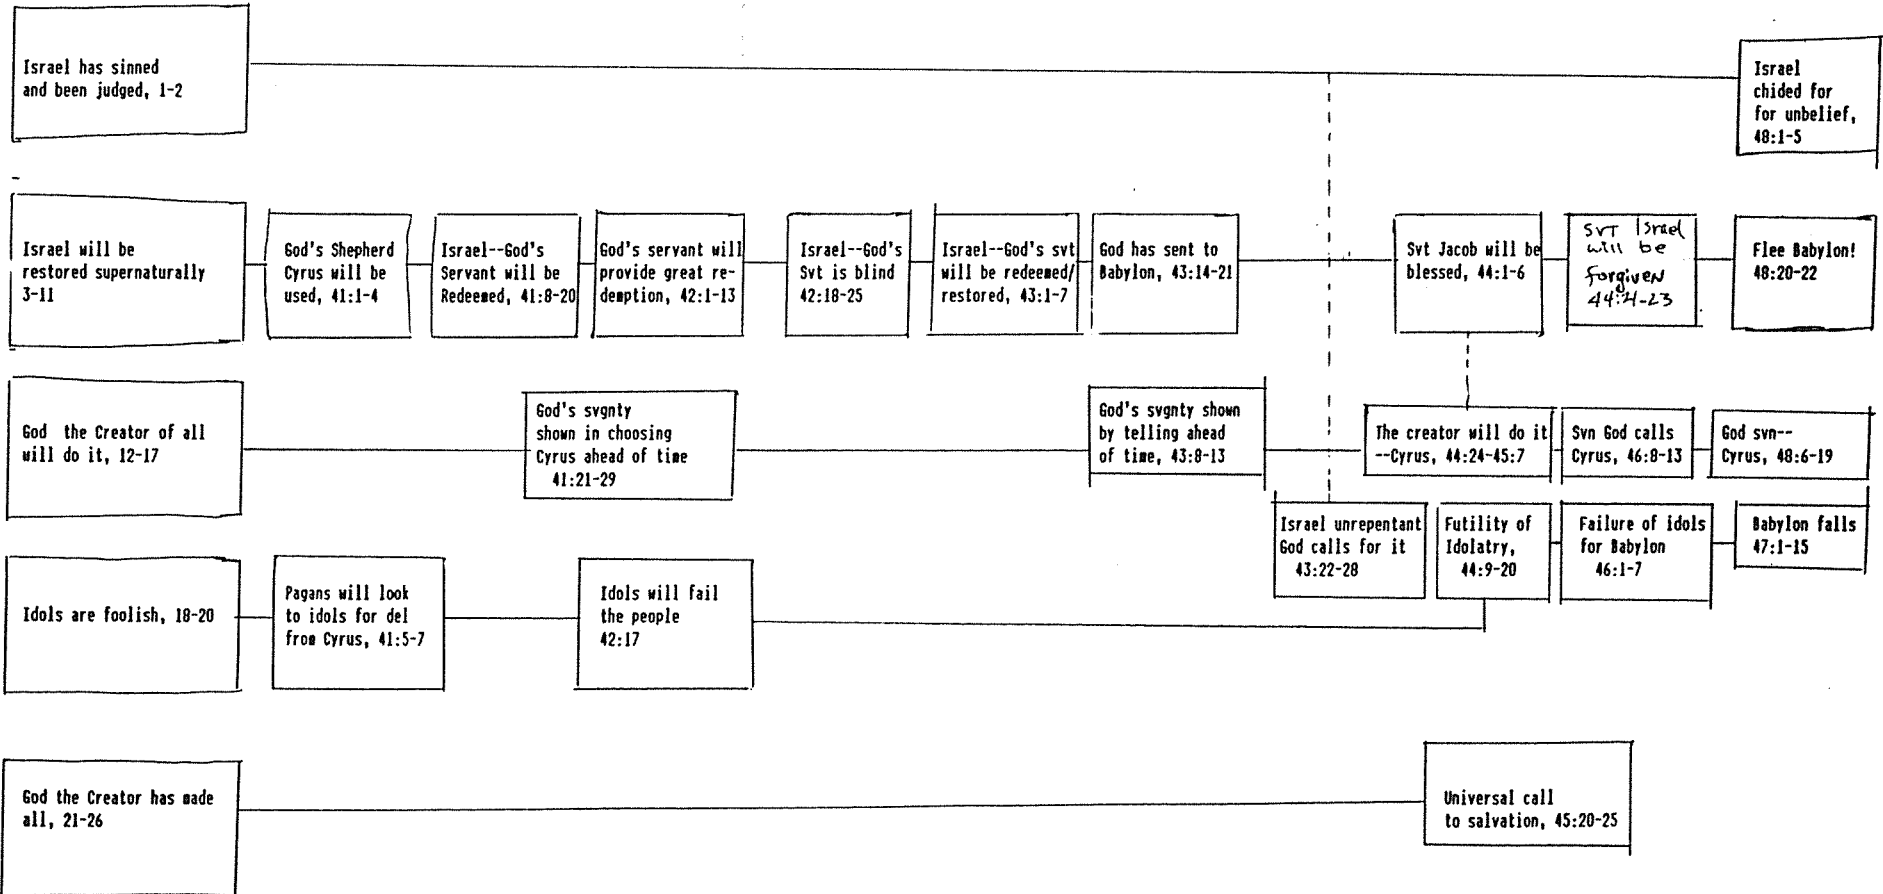 Israel has sinned
and been judged, 1-2
Israel
chided for
for unbelief,
48:1-5
Israel will be
restored supernaturally
3-11
God's Shepherd
Cyrus will be
used, 41:1-4
Israel--God's
Servant will be
Redeemed, 41:8-20
God's servant will
provide great re-
demption, 42:1-13
Israel--God's
Svt is blind
42:18-25
Israel--God's svt
will be redeemed/
restored, 43:1-7
God has sent to
Babylon, 43:14-21
Svt Jacob will be
blessed, 44:1-6
SVT Israel
will be
forgiven
44:21-23
Flee Babylon!
48:20-22
God the Creator of all
will do it, 12-17
God's svgnty
shown in choosing
Cyrus ahead of time
41:21-29
God's svgnty shown
by telling ahead
of time, 43:8-13
The creator will do it
--Cyrus, 44:24-45:7
Svn God calls
Cyrus, 46:8-13
God svn--
Cyrus, 48:6-19
Israel unrepentant
God calls for it
43:22-28
Futility of
Idolatry,
44:9-20
Failure of idols
for Babylon
46:1-7
Babylon falls
47:1-15
Idols are foolish, 18-20
Pagans will look
to idols for del
from Cyrus, 41:5-7
Idols will fail
the people
42:17
God the Creator has made
all, 21-26
Universal call
to salvation, 45:20-25